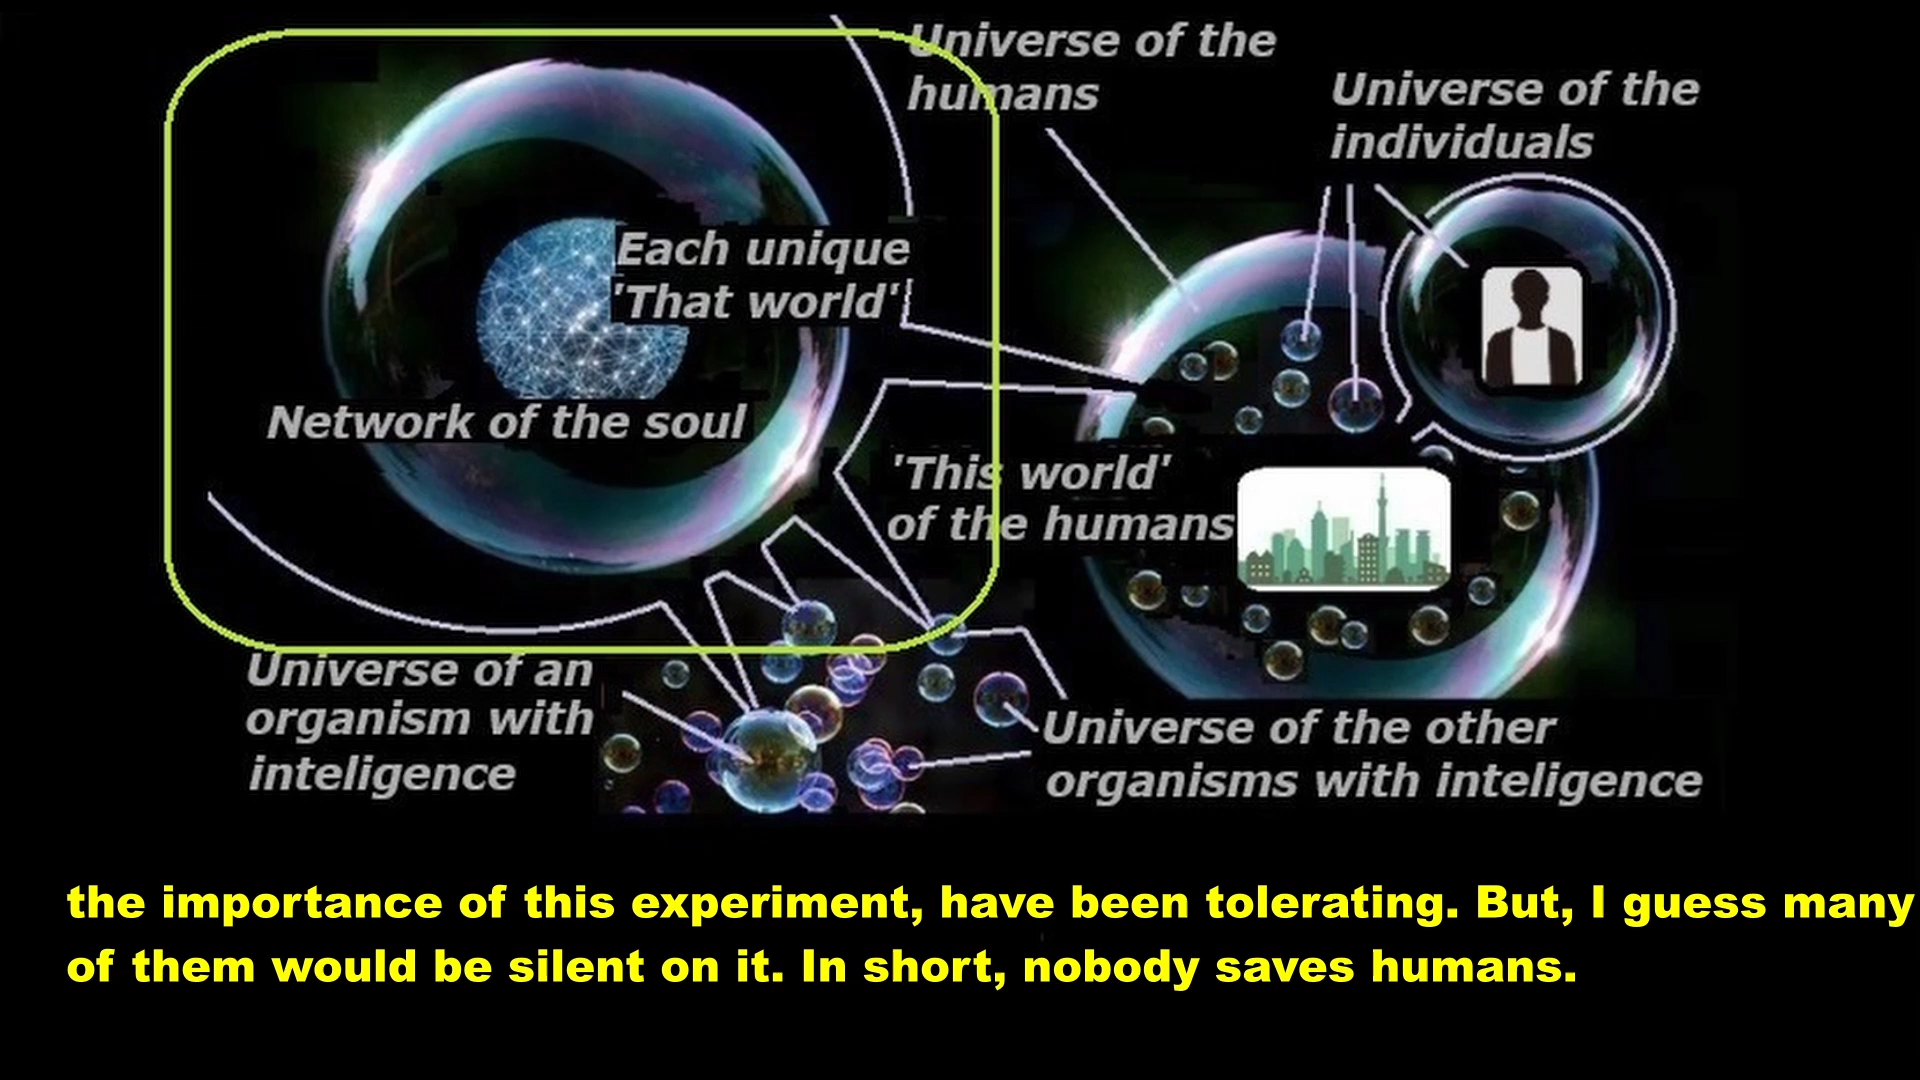 Universe of the
humans
Universe of the
individuals
Each unique
'That world'
Network of the soul
'This world'
of the humans
Universe of an
organism with
inteligence
Universe of the other
organisms with inteligence
the importance of this experiment, have been tolerating. But, I guess many
of them would be silent on it. In short, nobody saves humans.